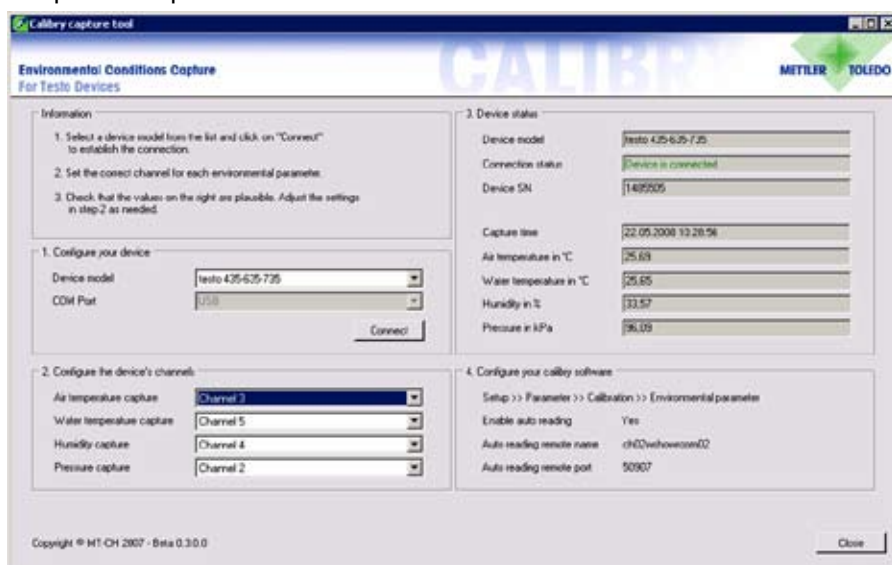 Calibry capture tool
CALIBRY
Environmental Conditions Capture
For Testo Devices
METTLER TOLEDO
Information
1. Select a device model from the list and click on "Connect"
to establish the connection.
2. Set the correct channel for each environmental parameter.
3. Check that the values on the right are plausible. Adjust the settings
in step 2 as needed.
1. Configure your device
Device model testo 435-635-735
COM Port USB
Connect
2. Configure the device's channels
Air temperature capture Channel 3
Water temperature capture Channel 5
Humidity capture Channel 4
Pressure capture Channel 2
3. Device status
Device model testo 435-635-735
Connection status Device is connected
Device SN 1485505
Capture time 22.05.2008 13:28:56
Air temperature in °C 25,69
Water temperature in °C 25,65
Humidity in % 33,57
Pressure in kPa 96,09
4. Configure your calibry software
Setup >> Parameter >> Calibration >> Environmental parameter
Enable auto reading Yes
Auto reading remote name
Auto reading remote port 50907
Copyright © MT-CH 2007 - Beta 0.3.0.0
Close